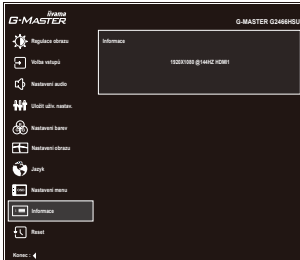 iiyama
G-MASTER
G-MASTER G2466HSU
Regulace obrazu
Informace
Volba vstupů
1920X1080 @144HZ HDMI1
Nastavení audio
Uložit uživ. nastav.
Nastavení barev
Nastavení obrazu
Jazyk
Nastavení menu
Informace
Reset
Konec :